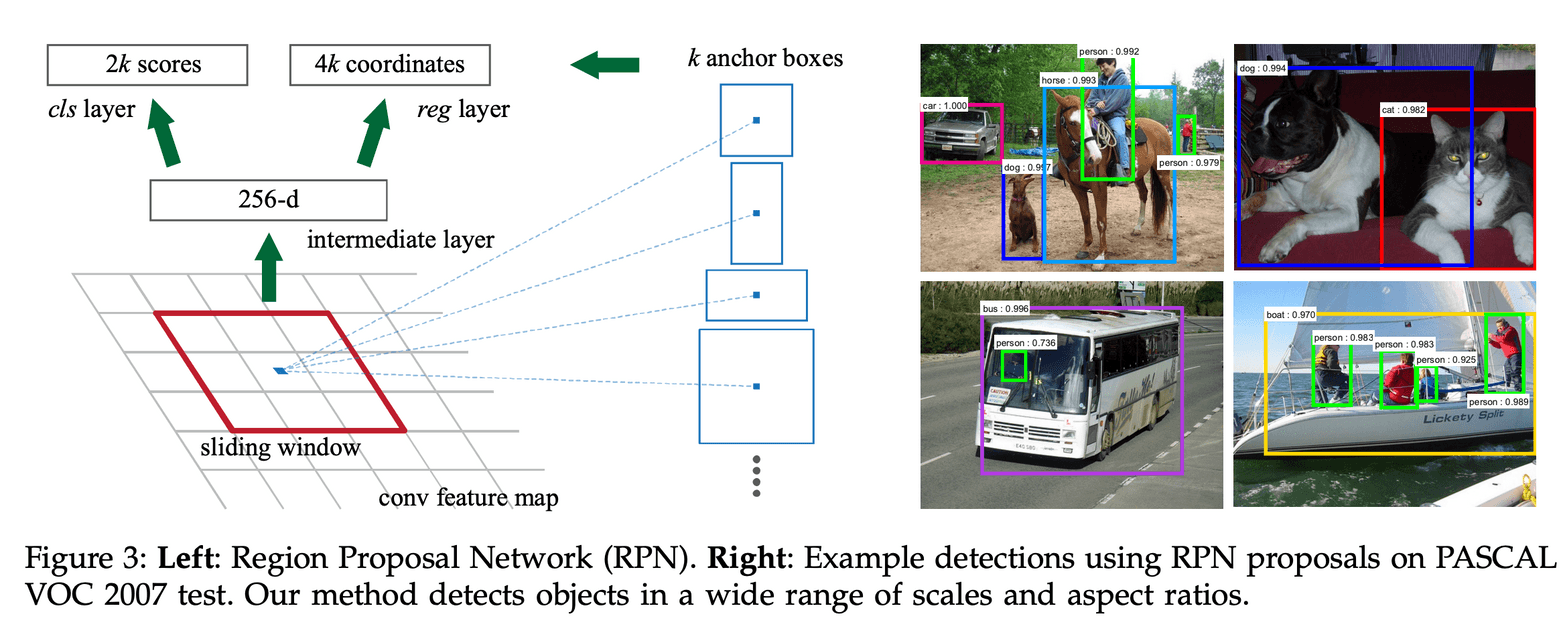 2k scores
4k coordinates
k anchor boxes
cls layer
reg layer
256-d
intermediate layer
sliding window
conv feature map
person : 0.992
horse : 0.993
car : 1.000
dog : 0.997
person : 0.979
dog : 0.994
cat : 0.982
bus : 0.996
person : 0.736
boat : 0.970
person : 0.983
person : 0.983
person : 0.925
person : 0.989
Lickety Split
Figure 3: Left: Region Proposal Network (RPN). Right: Example detections using RPN proposals on PASCAL
VOC 2007 test. Our method detects objects in a wide range of scales and aspect ratios.